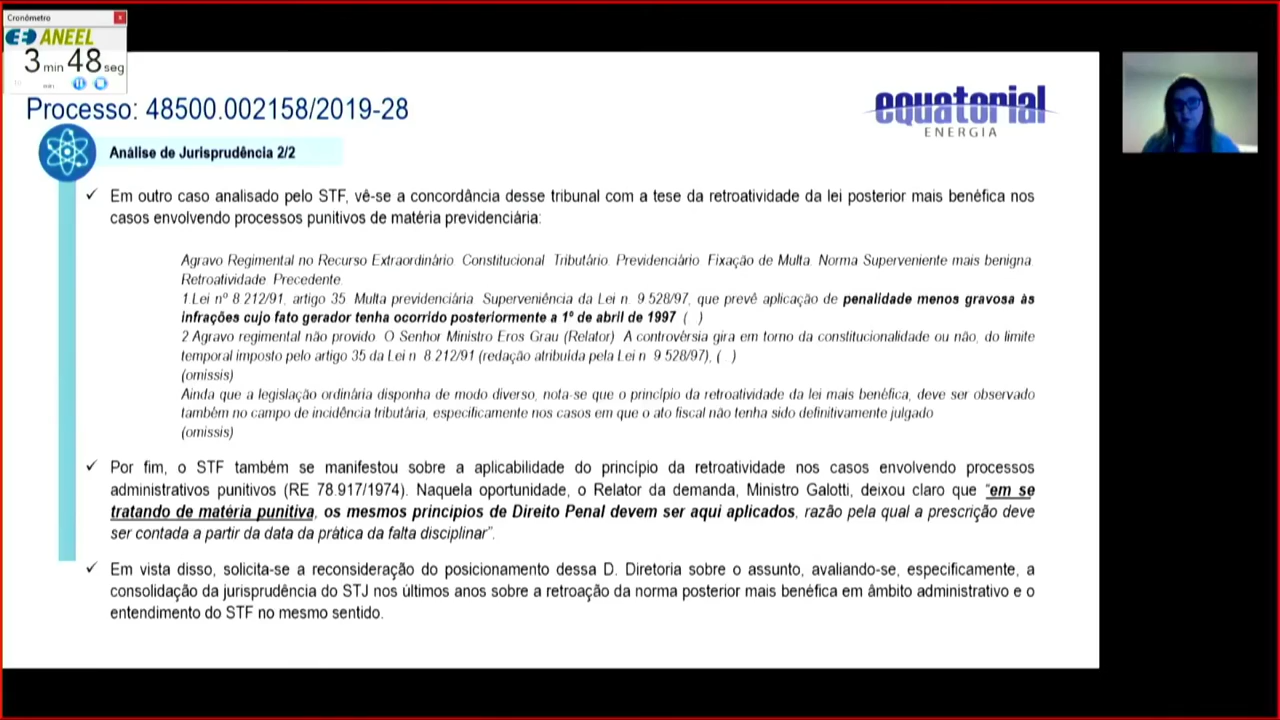 Cronômetro
ANEEL
3 min 48 seg
Processo: 48500.002158/2019-28
equatorial
ENERGIA
Análise de Jurisprudência 2/2
✓ Em outro caso analisado pelo STF, vê-se a concordância desse tribunal com a tese da retroatividade da lei posterior mais benéfica nos
casos envolvendo processos punitivos de matéria previdenciária:
Agravo Regimental no Recurso Extraordinário. Constitucional. Tributário. Previdenciário. Fixação de Multa. Norma Superveniente mais benigna.
Retroatividade. Precedente.
1.Lei nº 8.212/91, artigo 35. Multa previdenciária. Superveniência da Lei n. 9.528/97, que prevê aplicação de penalidade menos gravosa às
infrações cujo fato gerador tenha ocorrido posteriormente a 1º de abril de 1997 ( )
2.Agravo regimental não provido. O Senhor Ministro Eros Grau (Relator): A controvérsia gira em torno da constitucionalidade ou não, do limite
temporal imposto pelo artigo 35 da Lei n. 8.212/91 (redação atribuída pela Lei n. 9.528/97), ( )
(omissis)
Ainda que a legislação ordinária disponha de modo diverso, nota-se que o princípio da retroatividade da lei mais benéfica, deve ser observado
também no campo de incidência tributária, especificamente nos casos em que o ato fiscal não tenha sido definitivamente julgado
(omissis)
✓ Por fim, o STF também se manifestou sobre a aplicabilidade do princípio da retroatividade nos casos envolvendo processos
administrativos punitivos (RE 78.917/1974). Naquela oportunidade, o Relator da demanda, Ministro Galotti, deixou claro que “em se
tratando de matéria punitiva, os mesmos princípios de Direito Penal devem ser aqui aplicados, razão pela qual a prescrição deve
ser contada a partir da data da prática da falta disciplinar”.
✓ Em vista disso, solicita-se a reconsideração do posicionamento dessa D. Diretoria sobre o assunto, avaliando-se, especificamente, a
consolidação da jurisprudência do STJ nos últimos anos sobre a retroação da norma posterior mais benéfica em âmbito administrativo e o
entendimento do STF no mesmo sentido.